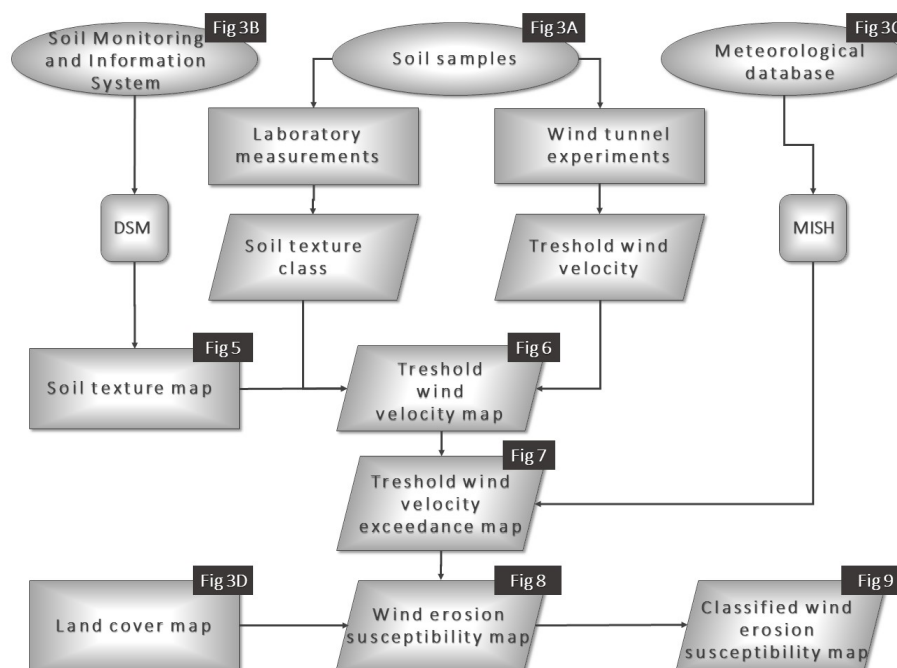 Fig 3B
Soil Monitoring
and Information
System
Fig 3A
Soil samples
Fig 3C
Meteorological
database
Laboratory
measurements
Wind tunnel
experiments
DSM
Soil texture
class
Treshold wind
velocity
MISH
Fig 5
Soil texture map
Fig 6
Treshold
wind
velocity map
Fig 7
Treshold wind
velocity
exceedance map
Fig 3D
Land cover map
Fig 8
Wind erosion
susceptibility map
Fig 9
Classified wind
erosion
susceptibility map